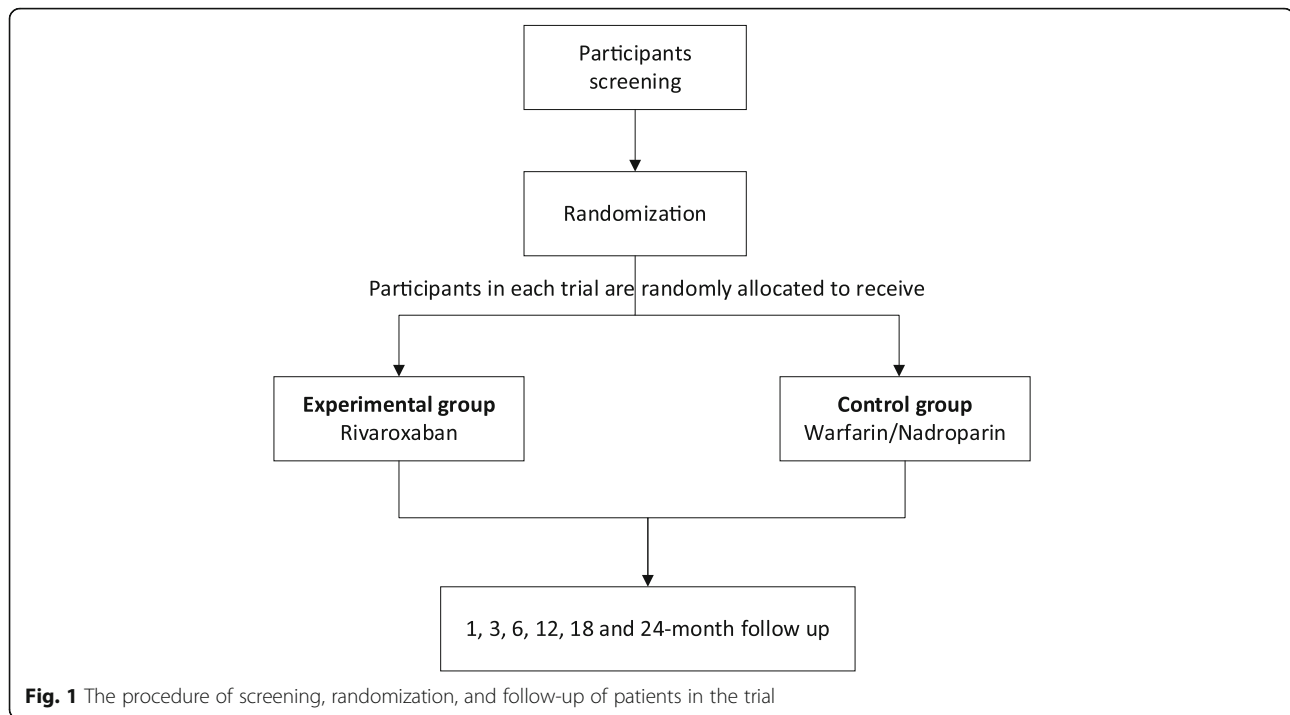 Participants
screening
Randomization
Participants in each trial are randomly allocated to receive
Experimental group
Rivaroxaban
Control group
Warfarin/Nadroparin
1, 3, 6, 12, 18 and 24-month follow up
Fig. 1 The procedure of screening, randomization, and follow-up of patients in the trial